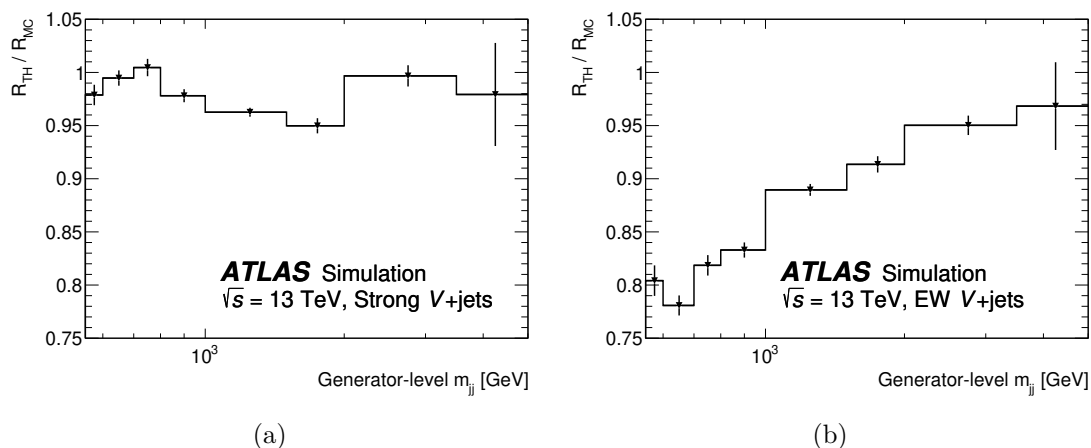 R_TH / R_MC
1.05
1
0.95
0.9
0.85
0.8
0.75
ATLAS Simulation
√s = 13 TeV, Strong V+jets
10³
Generator-level m_jj [GeV]
(a)
R_TH / R_MC
1.05
1
0.95
0.9
0.85
0.8
0.75
ATLAS Simulation
√s = 13 TeV, EW V+jets
10³
Generator-level m_jj [GeV]
(b)